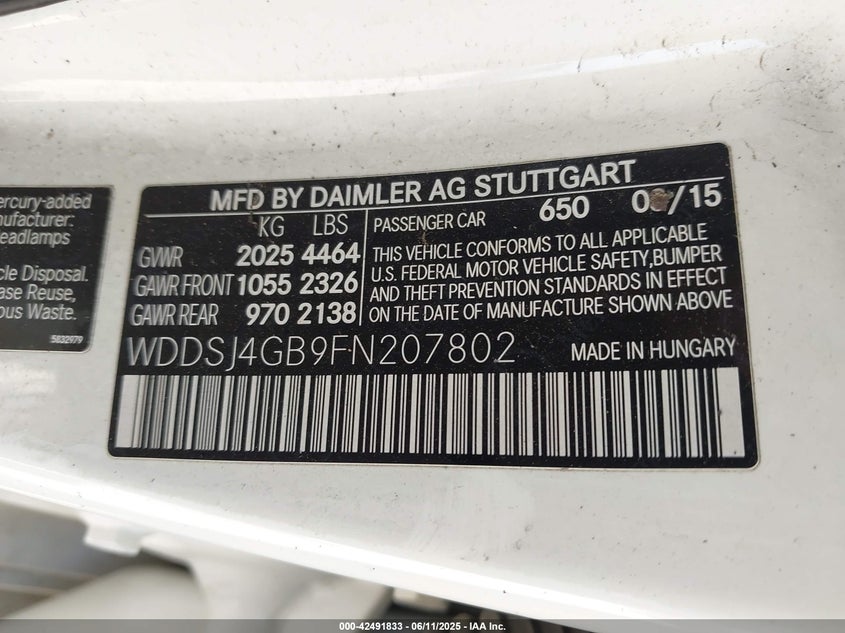 ercury-added
nufacturer:
eadlamps
cle Disposal.
ase Reuse,
ous Waste.
5832979
MFD BY DAIMLER AG STUTTGART
KG LBS
GVWR 2025 4464
GAWR FRONT 1055 2326
GAWR REAR 970 2138
PASSENGER CAR 650 /15
THIS VEHICLE CONFORMS TO ALL APPLICABLE
U.S. FEDERAL MOTOR VEHICLE SAFETY,BUMPER
AND THEFT PREVENTION STANDARDS IN EFFECT
ON THE DATE OF MANUFACTURE SHOWN ABOVE
WDDSJ4GB9FN207802 MADE IN HUNGARY
000-42491833 - 06/11/2025 - IAA Inc.